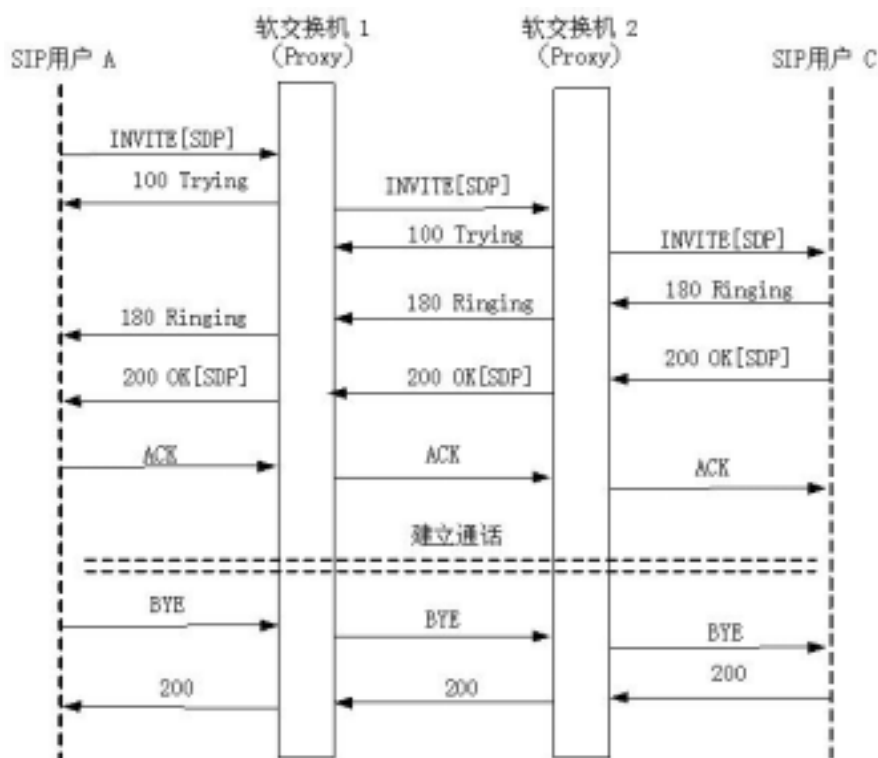 SIP用户 A
软交换机 1
(Proxy)
软交换机 2
(Proxy)
SIP用户 C
INVITE[SDP]
100 Trying
INVITE[SDP]
100 Trying
INVITE[SDP]
180 Ringing
180 Ringing
180 Ringing
200 OK[SDP]
200 OK[SDP]
200 OK[SDP]
ACK
ACK
ACK
建立通话
BYE
BYE
BYE
200
200
200